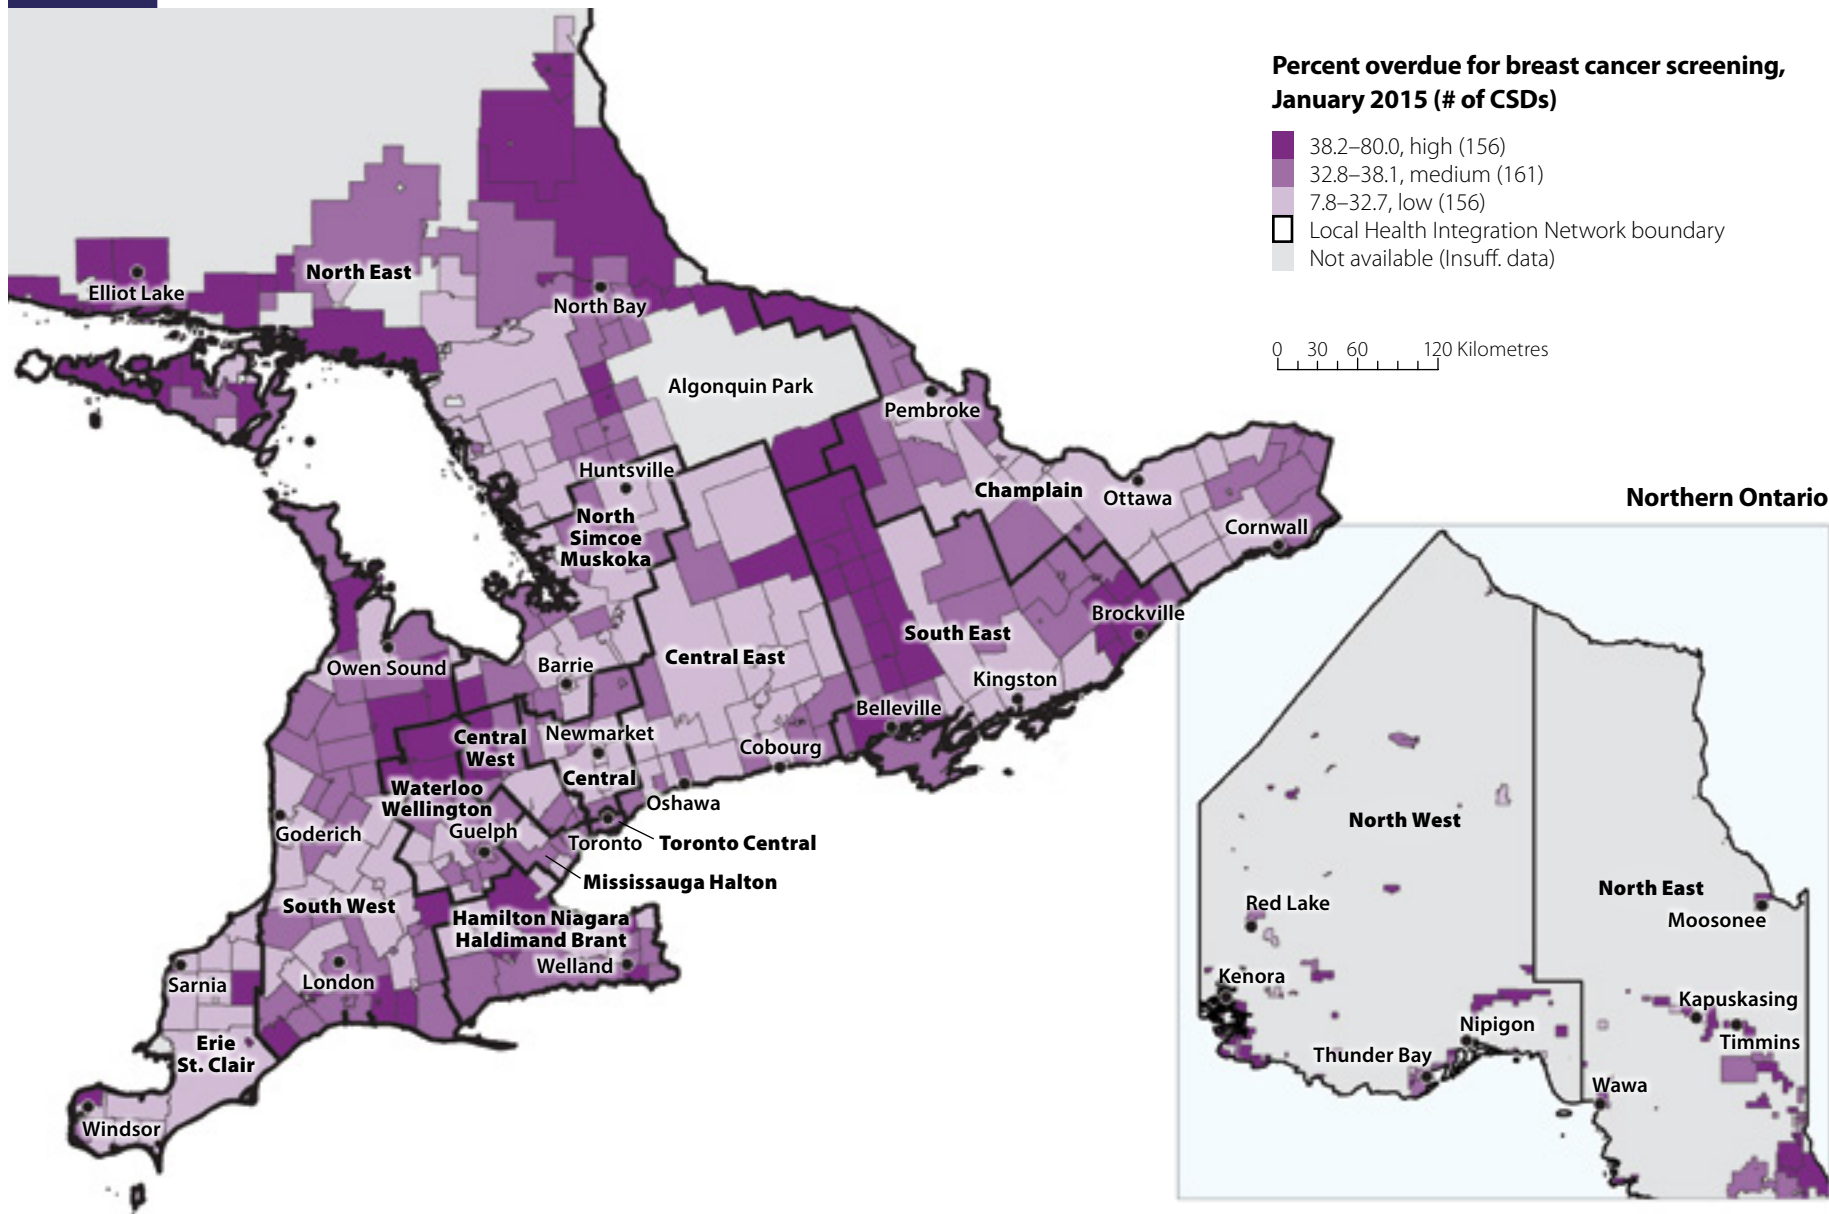 Percent overdue for breast cancer screening,
January 2015 (# of CSDs)
38.2–80.0, high (156)
32.8–38.1, medium (161)
7.8–32.7, low (156)
Local Health Integration Network boundary
Not available (Insuff. data)
0 30 60 120 Kilometres
North East
Elliot Lake
North Bay
Algonquin Park
Pembroke
Huntsville
Champlain
Ottawa
North
Simcoe
Muskoka
Cornwall
Brockville
South East
Central East
Owen Sound
Barrie
Kingston
Belleville
Central
West
Newmarket
Cobourg
Central
Waterloo
Wellington
Oshawa
Goderich
Guelph
Toronto
Toronto Central
Mississauga Halton
South West
Hamilton Niagara
Haldimand Brant
Welland
Sarnia
London
Erie
St. Clair
Windsor
Northern Ontario
North West
North East
Red Lake
Moosonee
Kenora
Kapuskasing
Nipigon
Timmins
Thunder Bay
Wawa